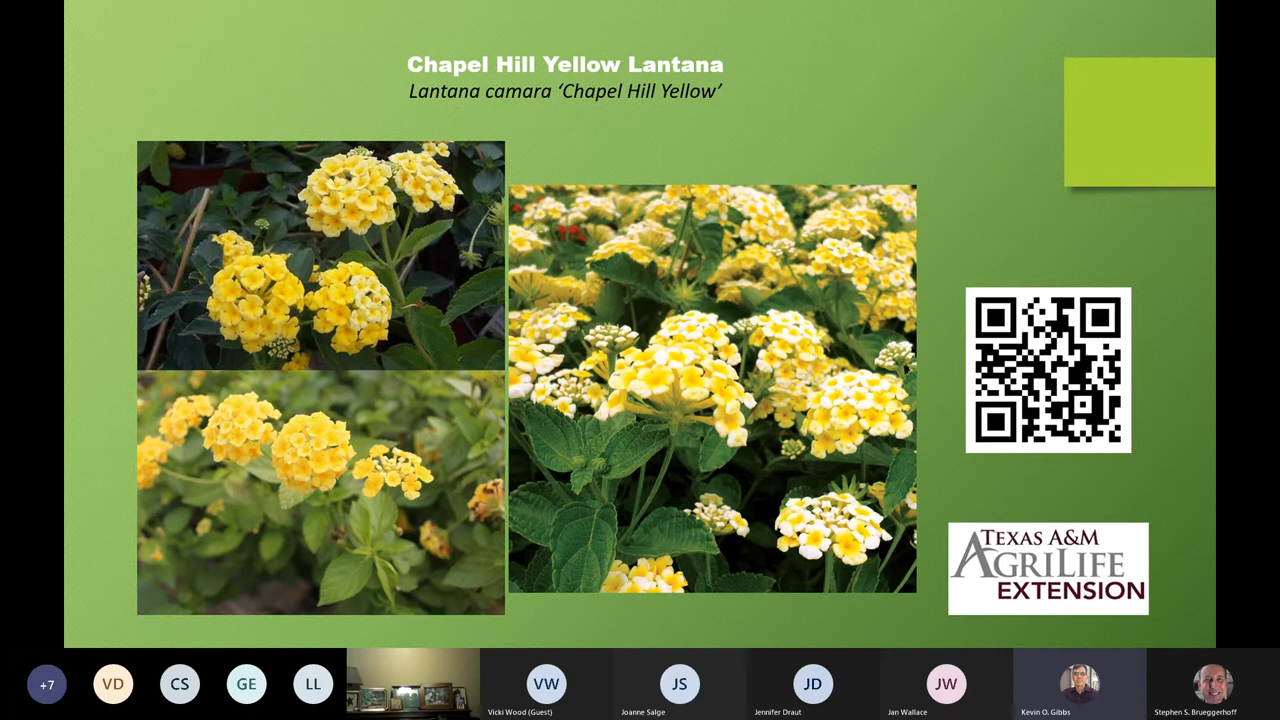 Chapel Hill Yellow Lantana
Lantana camara ‘Chapel Hill Yellow’
TEXAS A&M
AGRILIFE
EXTENSION
+7
VD
CS
GE
LL
VW
JS
JD
JW
Vicki Wood (Guest)
Joanne Salge
Jennifer Draut
Jan Wallace
Kevin O. Gibbs
Stephen S. Brueggerhoff